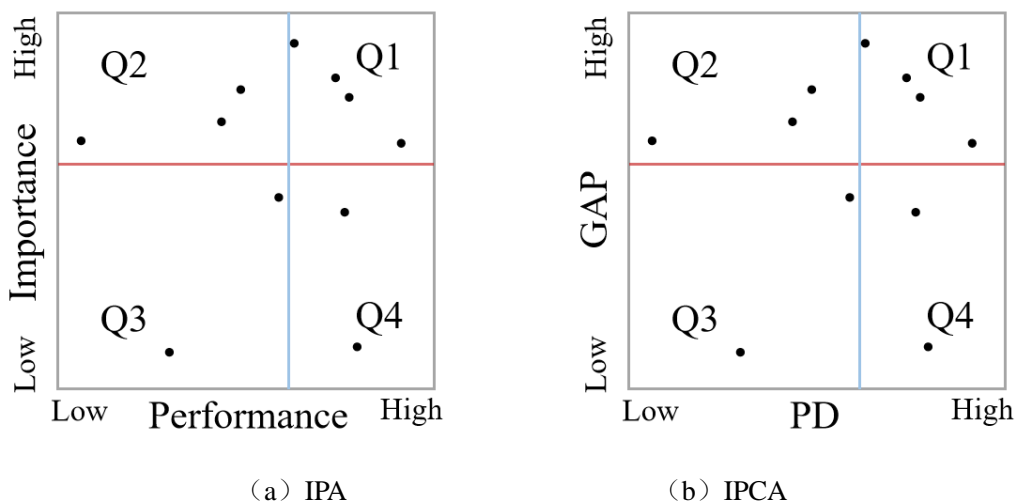 High
Q2
Q1
Importance
Q3
Q4
Low
Low
Performance
High
（a）IPA
High
Q2
Q1
GAP
Q3
Q4
Low
Low
PD
High
（b）IPCA